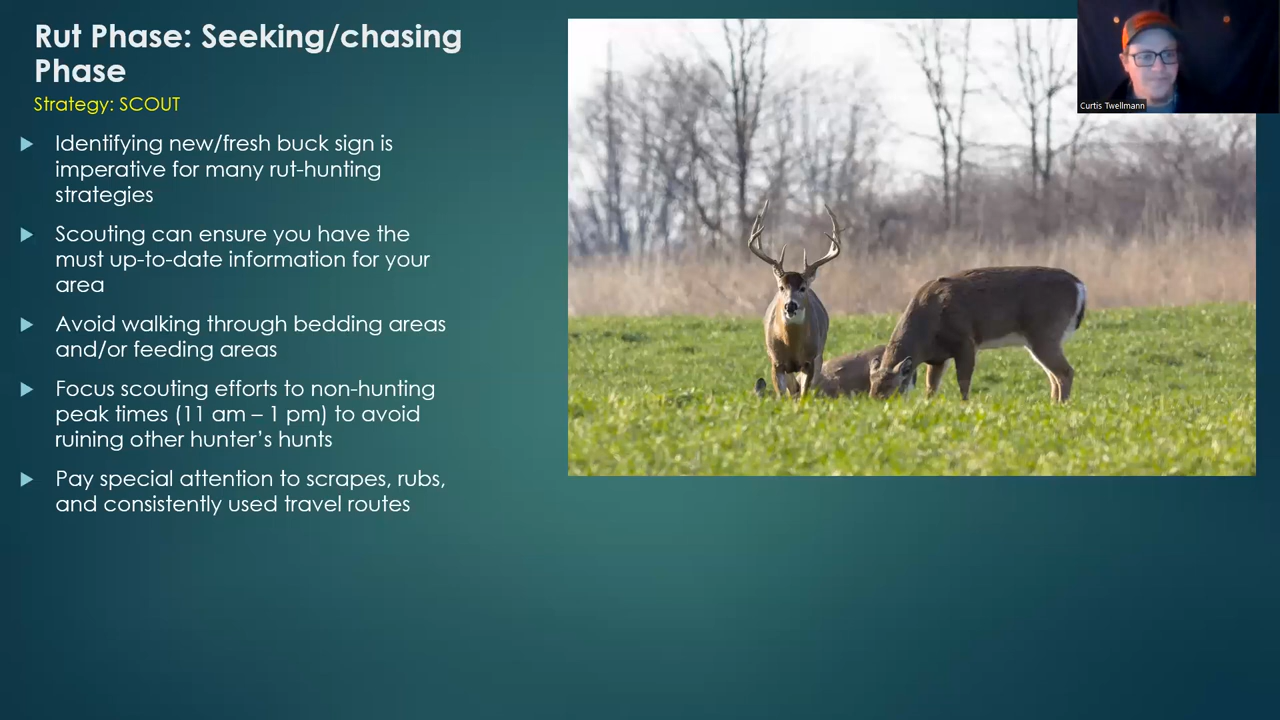 Rut Phase: Seeking/chasing
Phase
Strategy: SCOUT
Identifying new/fresh buck sign is
imperative for many rut-hunting
strategies
Scouting can ensure you have the
must up-to-date information for your
area
Avoid walking through bedding areas
and/or feeding areas
Focus scouting efforts to non-hunting
peak times (11 am – 1 pm) to avoid
ruining other hunter’s hunts
Pay special attention to scrapes, rubs,
and consistently used travel routes
Curtis Twellmann